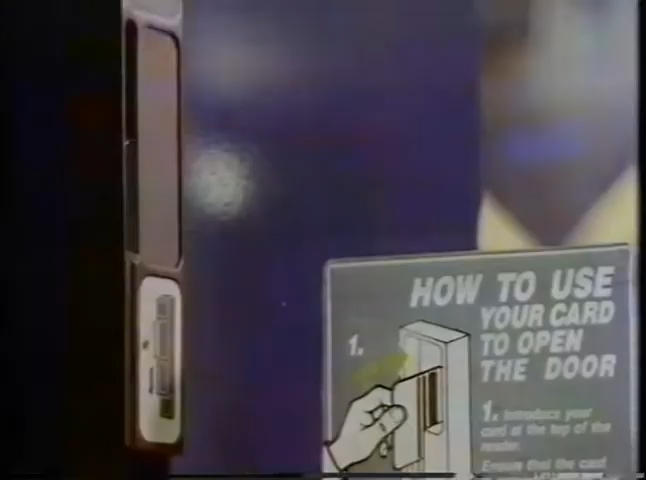 HOW TO USE
YOUR CARD
TO OPEN
THE DOOR
1.
1. Introduce your
card at the top of the
reader.
Ensure that the card